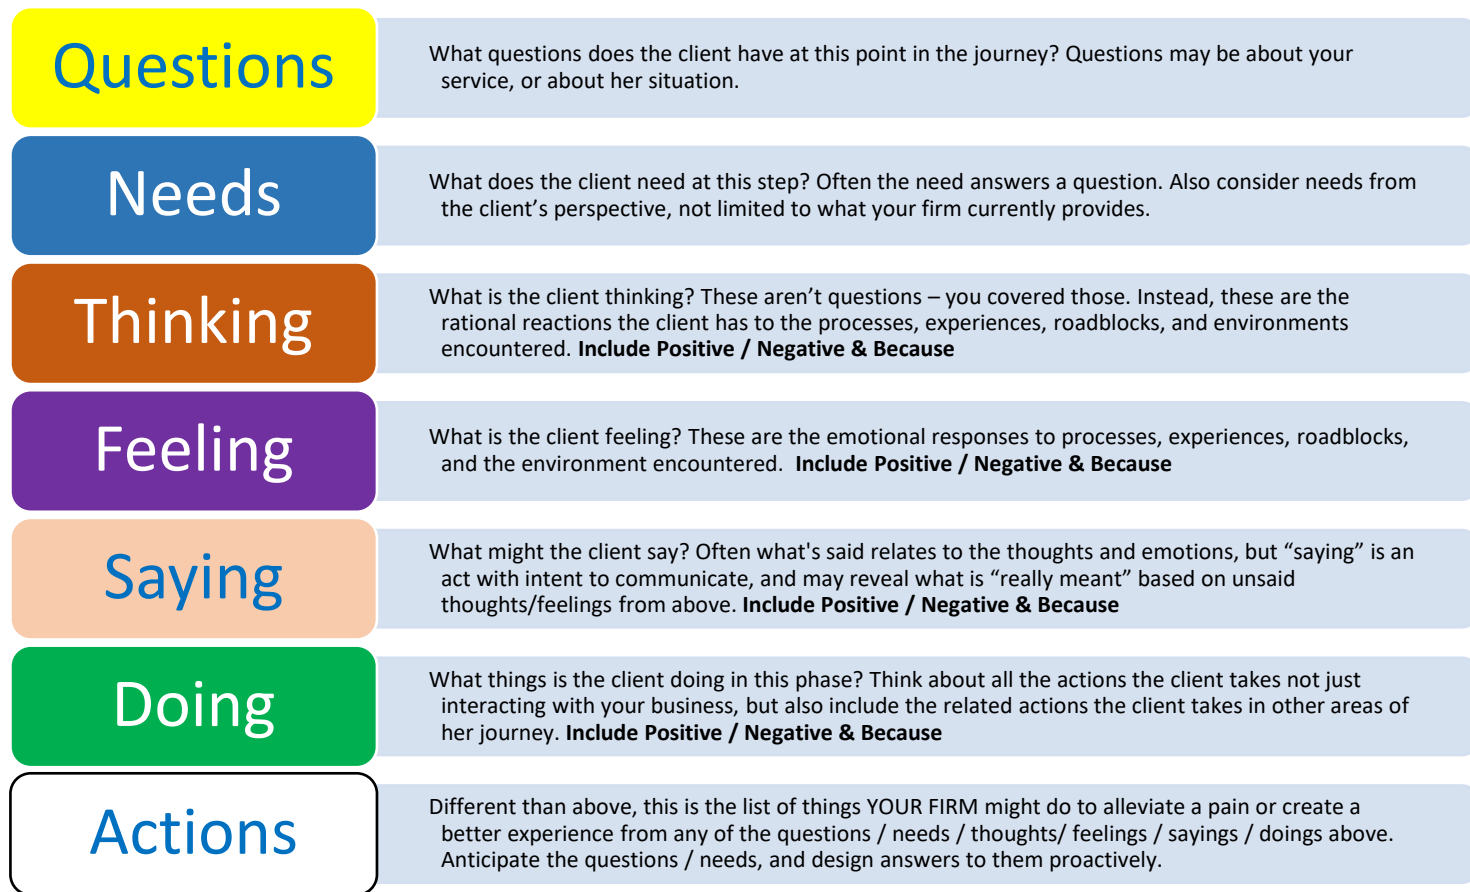 Questions
What questions does the client have at this point in the journey? Questions may be about your
service, or about her situation.
Needs
What does the client need at this step? Often the need answers a question. Also consider needs from
the client’s perspective, not limited to what your firm currently provides.
Thinking
What is the client thinking? These aren’t questions – you covered those. Instead, these are the
rational reactions the client has to the processes, experiences, roadblocks, and environments
encountered. Include Positive / Negative & Because
Feeling
What is the client feeling? These are the emotional responses to processes, experiences, roadblocks,
and the environment encountered.  Include Positive / Negative & Because
Saying
What might the client say? Often what's said relates to the thoughts and emotions, but “saying” is an
act with intent to communicate, and may reveal what is “really meant” based on unsaid
thoughts/feelings from above. Include Positive / Negative & Because
Doing
What things is the client doing in this phase? Think about all the actions the client takes not just
interacting with your business, but also include the related actions the client takes in other areas of
her journey. Include Positive / Negative & Because
Actions
Different than above, this is the list of things YOUR FIRM might do to alleviate a pain or create a
better experience from any of the questions / needs / thoughts/ feelings / sayings / doings above.
Anticipate the questions / needs, and design answers to them proactively.